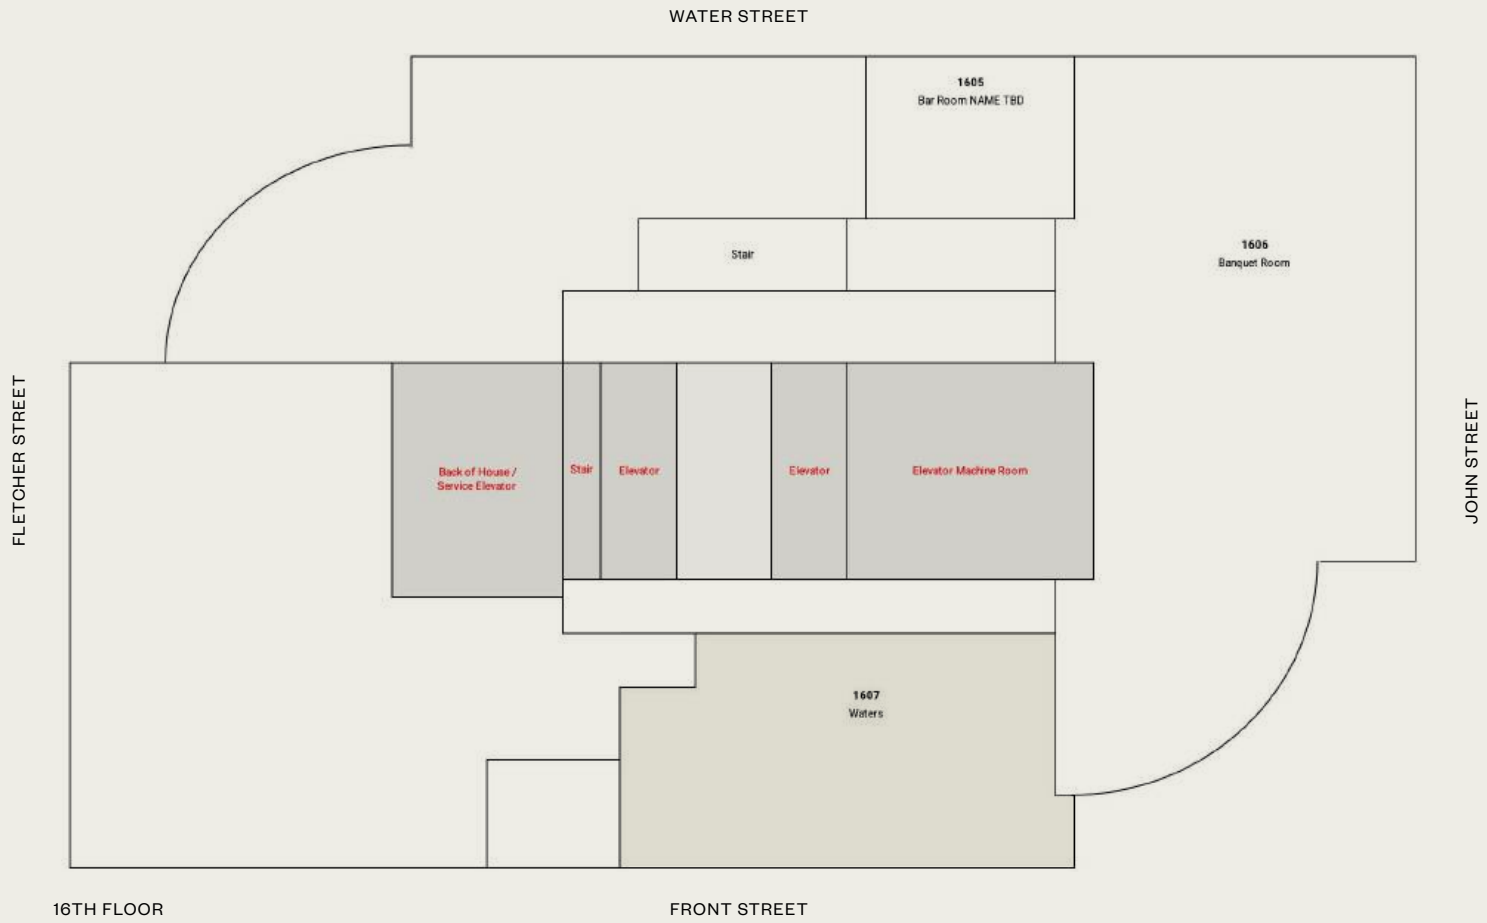 WATER STREET
1605
Bar Room NAME TBD
1606
Banquet Room
Stair
FLETCHER STREET
JOHN STREET
Back of House /
Service Elevator
Stair
Elevator
Elevator
Elevator Machine Room
1607
Waters
16TH FLOOR
FRONT STREET